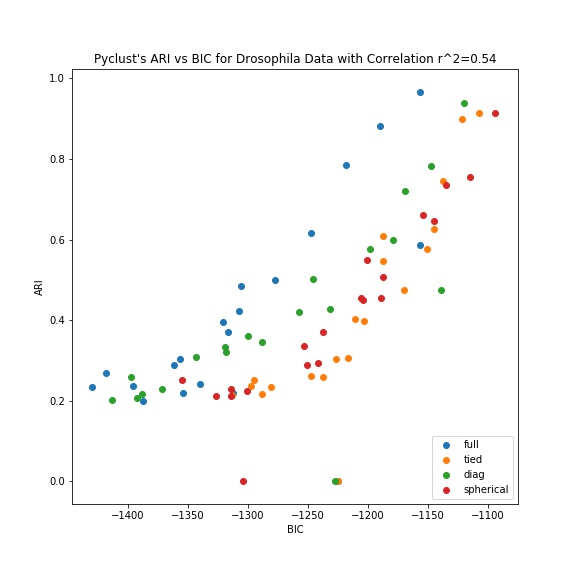 Pyclust's ARI vs BIC for Drosophila Data with Correlation r^2=0.54
1.0
0.8
0.6
0.4
0.2
0.0
ARI
−1400
−1350
−1300
−1250
−1200
−1150
−1100
BIC
full
tied
diag
spherical